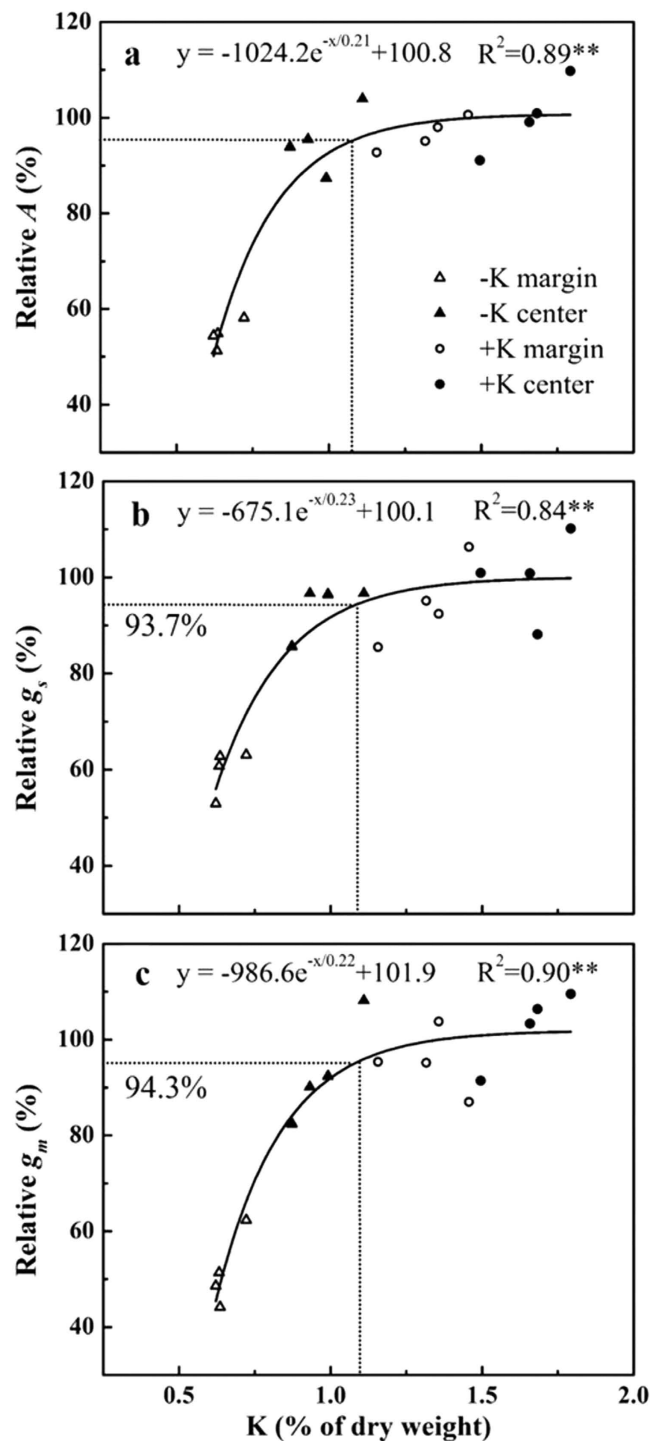 120
a y = -1024.2e^-x/0.21+100.8 R²=0.89**
100
80
60
40
Relative A (%)
-K margin
-K center
+K margin
+K center
120
b y = -675.1e^-x/0.23+100.1 R²=0.84**
100
93.7%
80
60
40
Relative gₛ (%)
120
c y = -986.6e^-x/0.22+101.9 R²=0.90**
100
94.3%
80
60
40
Relative gₘ (%)
0.5 1.0 1.5 2.0
K (% of dry weight)